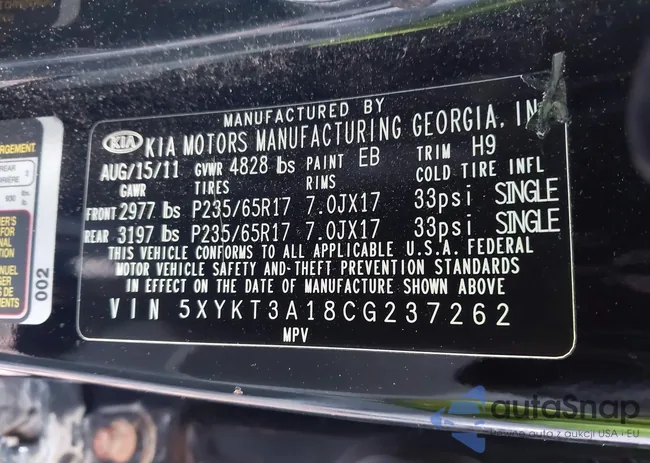 MANUFACTURED BY
KIA KIA MOTORS MANUFACTURING GEORGIA, IN
AUG/15/11 GVWR 4828 lbs PAINT EB TRIM H9
GAWR TIRES RIMS COLD TIRE INFL
FRONT 2977 lbs P235/65R17 7.0JX17 33psi SINGLE
REAR 3197 lbs P235/65R17 7.0JX17 33psi SINGLE
THIS VEHICLE CONFORMS TO ALL APPLICABLE U.S.A. FEDERAL
MOTOR VEHICLE SAFETY AND-THEFT PREVENTION STANDARDS
IN EFFECT ON THE DATE OF MANUFACTURE SHOWN ABOVE
VIN 5XYKT3A18CG237262
MPV
002
autoSnap